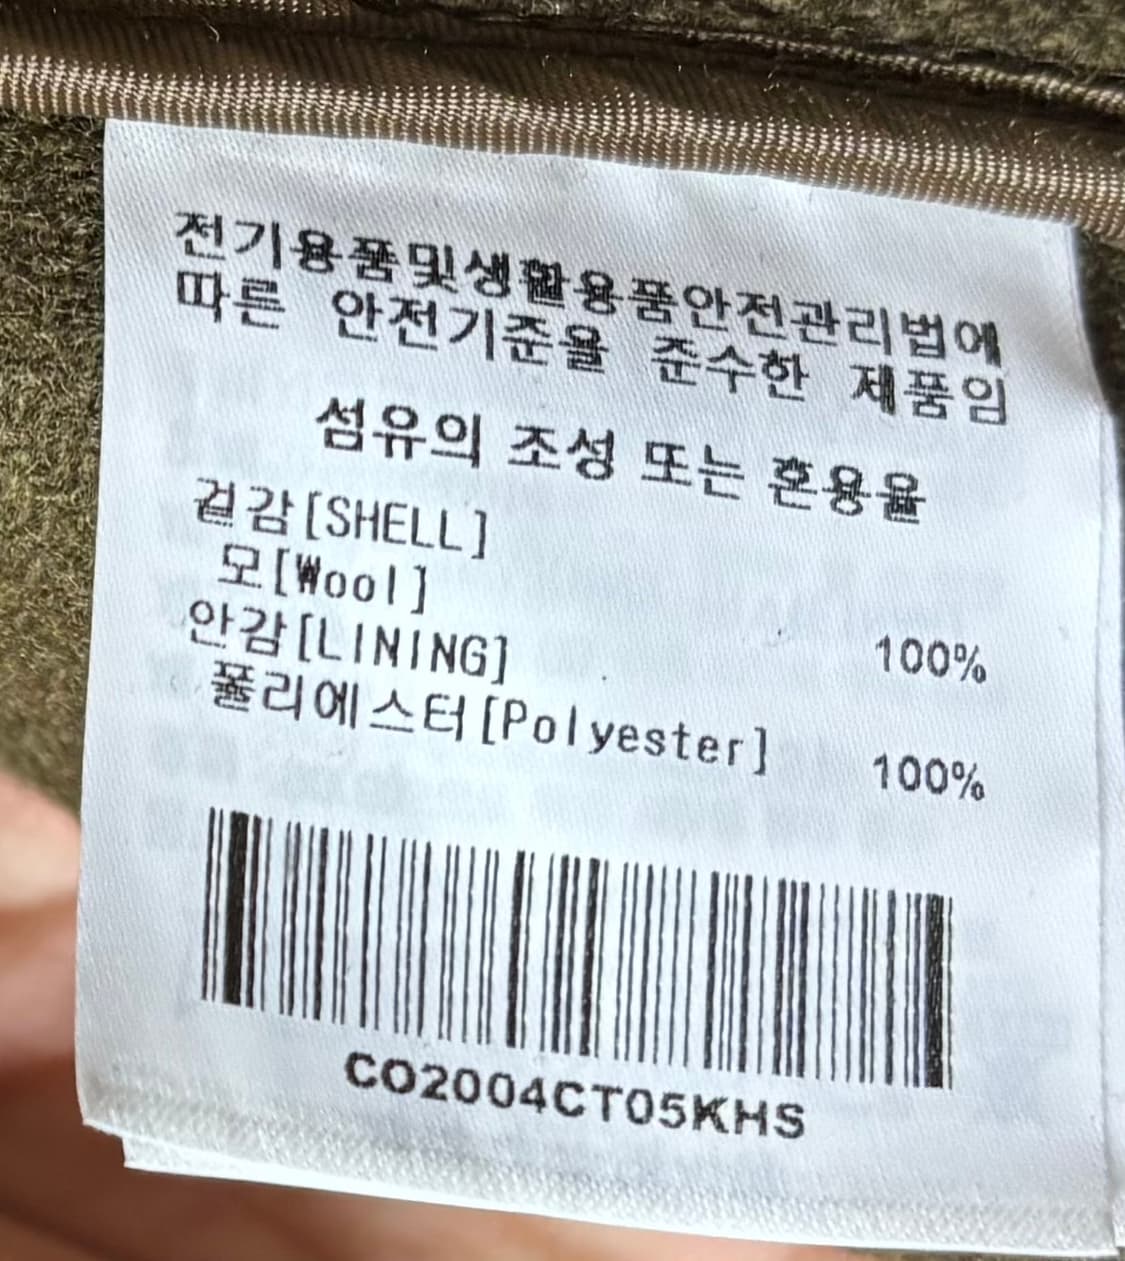 전기용품및생활용품안전관리법에
따른 안전기준을 준수한 제품임
섬유의 조성 또는 혼용율
겉감[SHELL]
모[Wool] 100%
안감[LINING]
폴리에스터[Polyester] 100%
CO2004CT05KHS